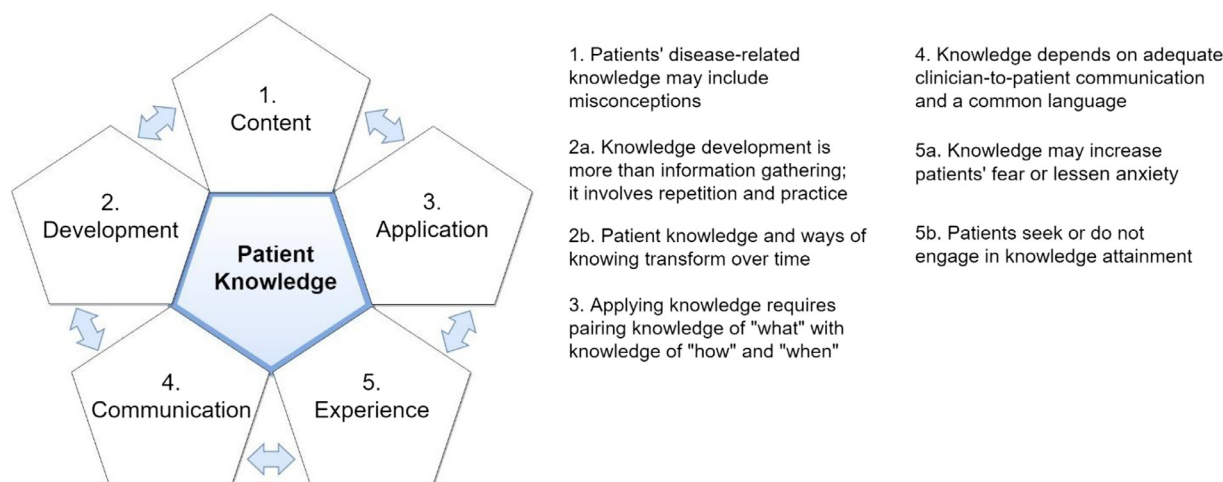 1.
Content
2.
Development
3.
Application
Patient
Knowledge
4.
Communication
5.
Experience
1. Patients' disease-related
knowledge may include
misconceptions
2a. Knowledge development is
more than information gathering;
it involves repetition and practice
2b. Patient knowledge and ways of
knowing transform over time
3. Applying knowledge requires
pairing knowledge of "what" with
knowledge of "how" and "when"
4. Knowledge depends on adequate
clinician-to-patient communication
and a common language
5a. Knowledge may increase
patients' fear or lessen anxiety
5b. Patients seek or do not
engage in knowledge attainment